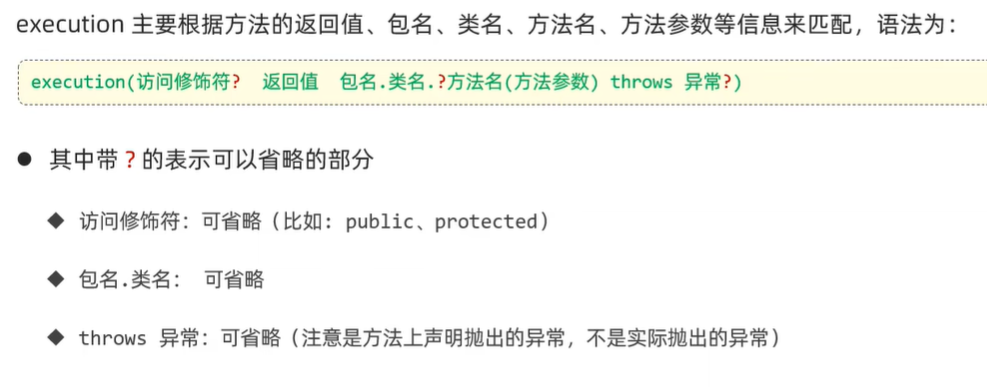 execution 主要根据方法的返回值、包名、类名、方法名、方法参数等信息来匹配，语法为：
execution(访问修饰符?  返回值  包名.类名.?方法名(方法参数) throws 异常?)
● 其中带 ? 的表示可以省略的部分
◆ 访问修饰符：可省略（比如: public、protected）
◆ 包名.类名： 可省略
◆ throws 异常：可省略（注意是方法上声明抛出的异常，不是实际抛出的异常）